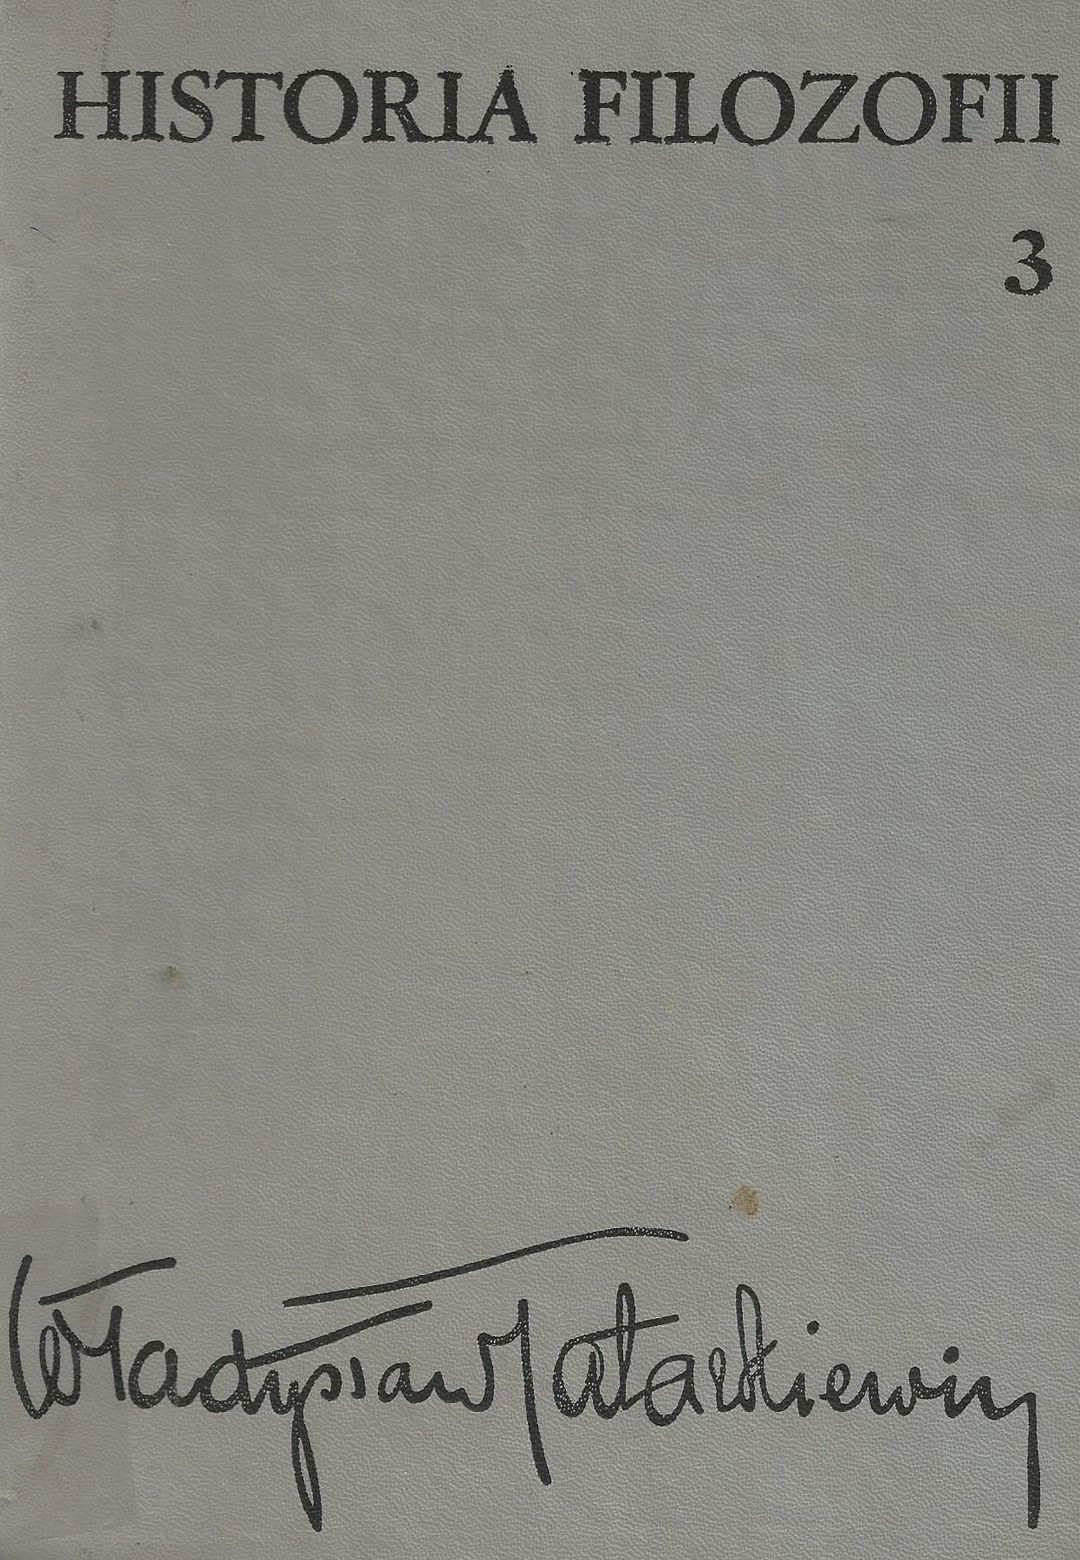 HISTORIA FILOZOFII
3
Władysław Tatarkiewicz